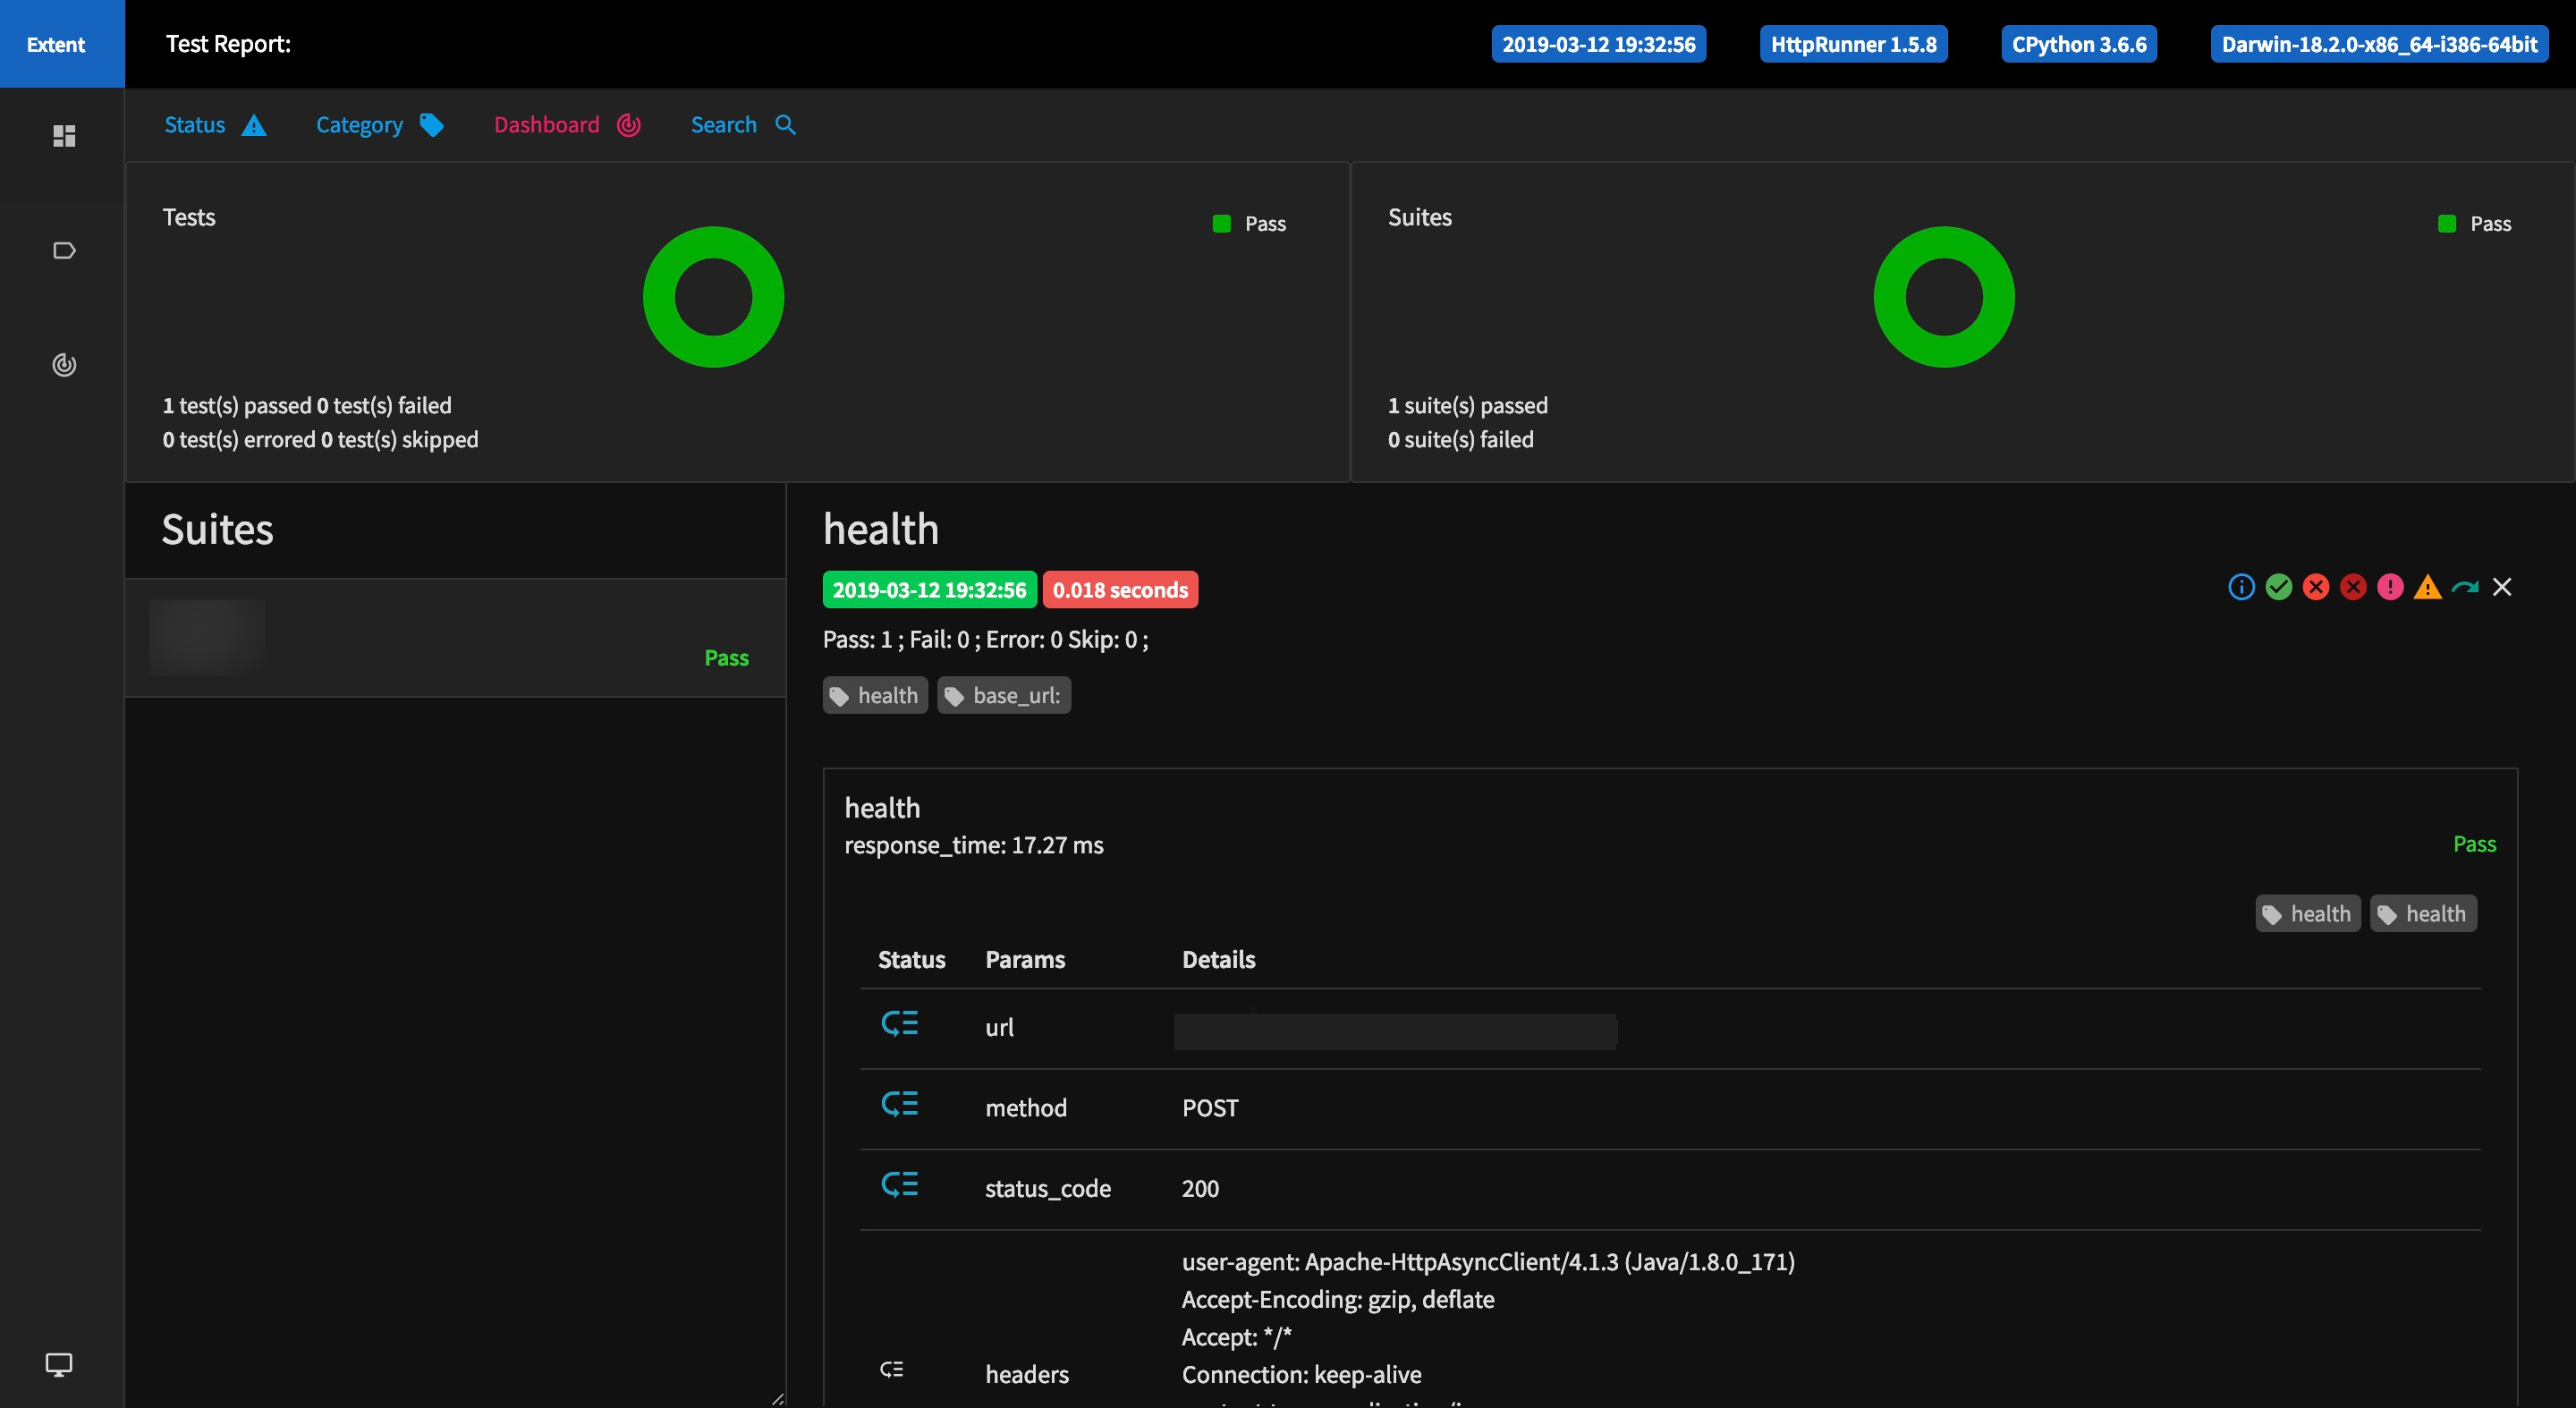 Extent
Test Report:
2019-03-12 19:32:56
HttpRunner 1.5.8
CPython 3.6.6
Darwin-18.2.0-x86_64-i386-64bit
Status
Category
Dashboard
Search
Tests
Pass
1 test(s) passed 0 test(s) failed
0 test(s) errored 0 test(s) skipped
Suites
Pass
1 suite(s) passed
0 suite(s) failed
Suites
Pass
health
2019-03-12 19:32:56 0.018 seconds
Pass: 1 ; Fail: 0 ; Error: 0 Skip: 0 ;
health base_url:
health
response_time: 17.27 ms
Pass
health health
Status Params Details
url
method POST
status_code 200
user-agent: Apache-HttpAsyncClient/4.1.3 (Java/1.8.0_171)
Accept-Encoding: gzip, deflate
Accept: */*
headers Connection: keep-alive